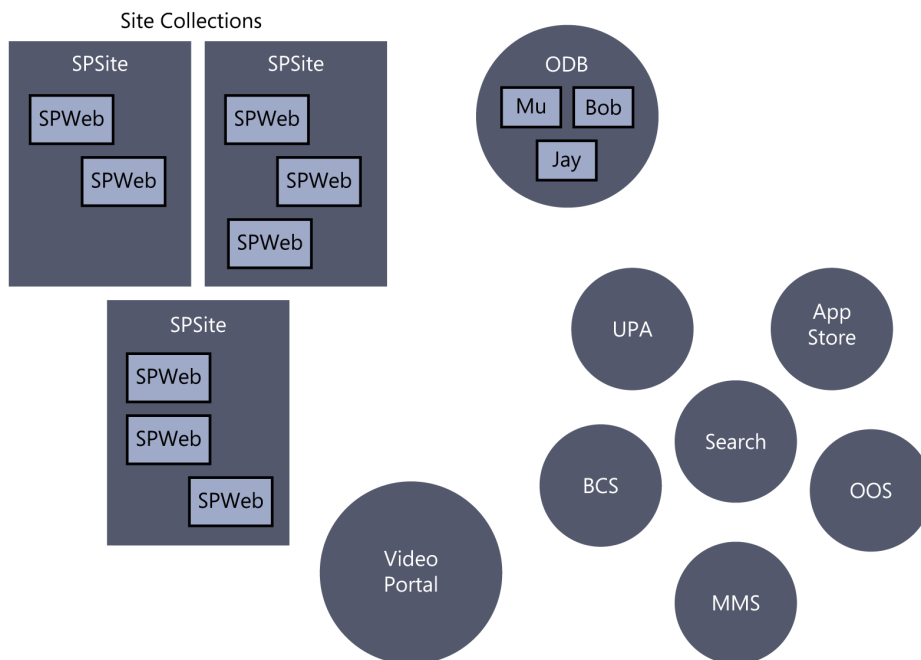 Site Collections
SPSite
SPWeb
SPWeb
SPSite
SPWeb
SPWeb
SPWeb
ODB
Mu
Bob
Jay
SPSite
SPWeb
SPWeb
SPWeb
UPA
App
Store
Search
BCS
OOS
Video
Portal
MMS